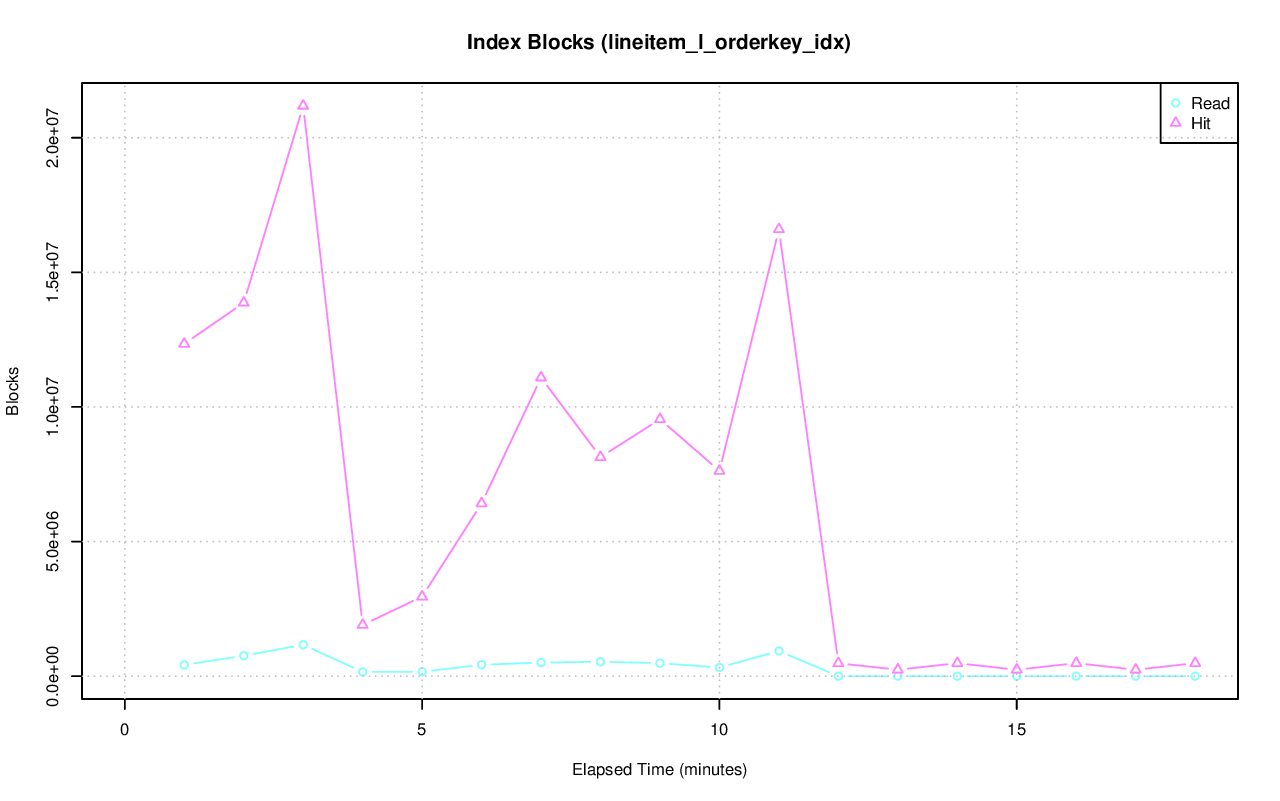 Index Blocks (lineitem_l_orderkey_idx)
Read
Hit
Blocks
2.0e+07
1.5e+07
1.0e+07
5.0e+06
0.0e+00
0
5
10
15
Elapsed Time (minutes)